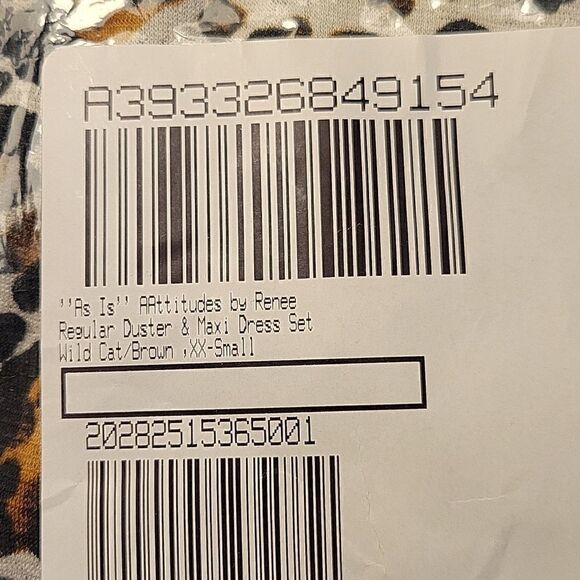 A393326849154
''As Is'' AAttitudes by Renee
Regular Duster & Maxi Dress Set
Wild Cat/Brown ,XX-Small
20282515365001